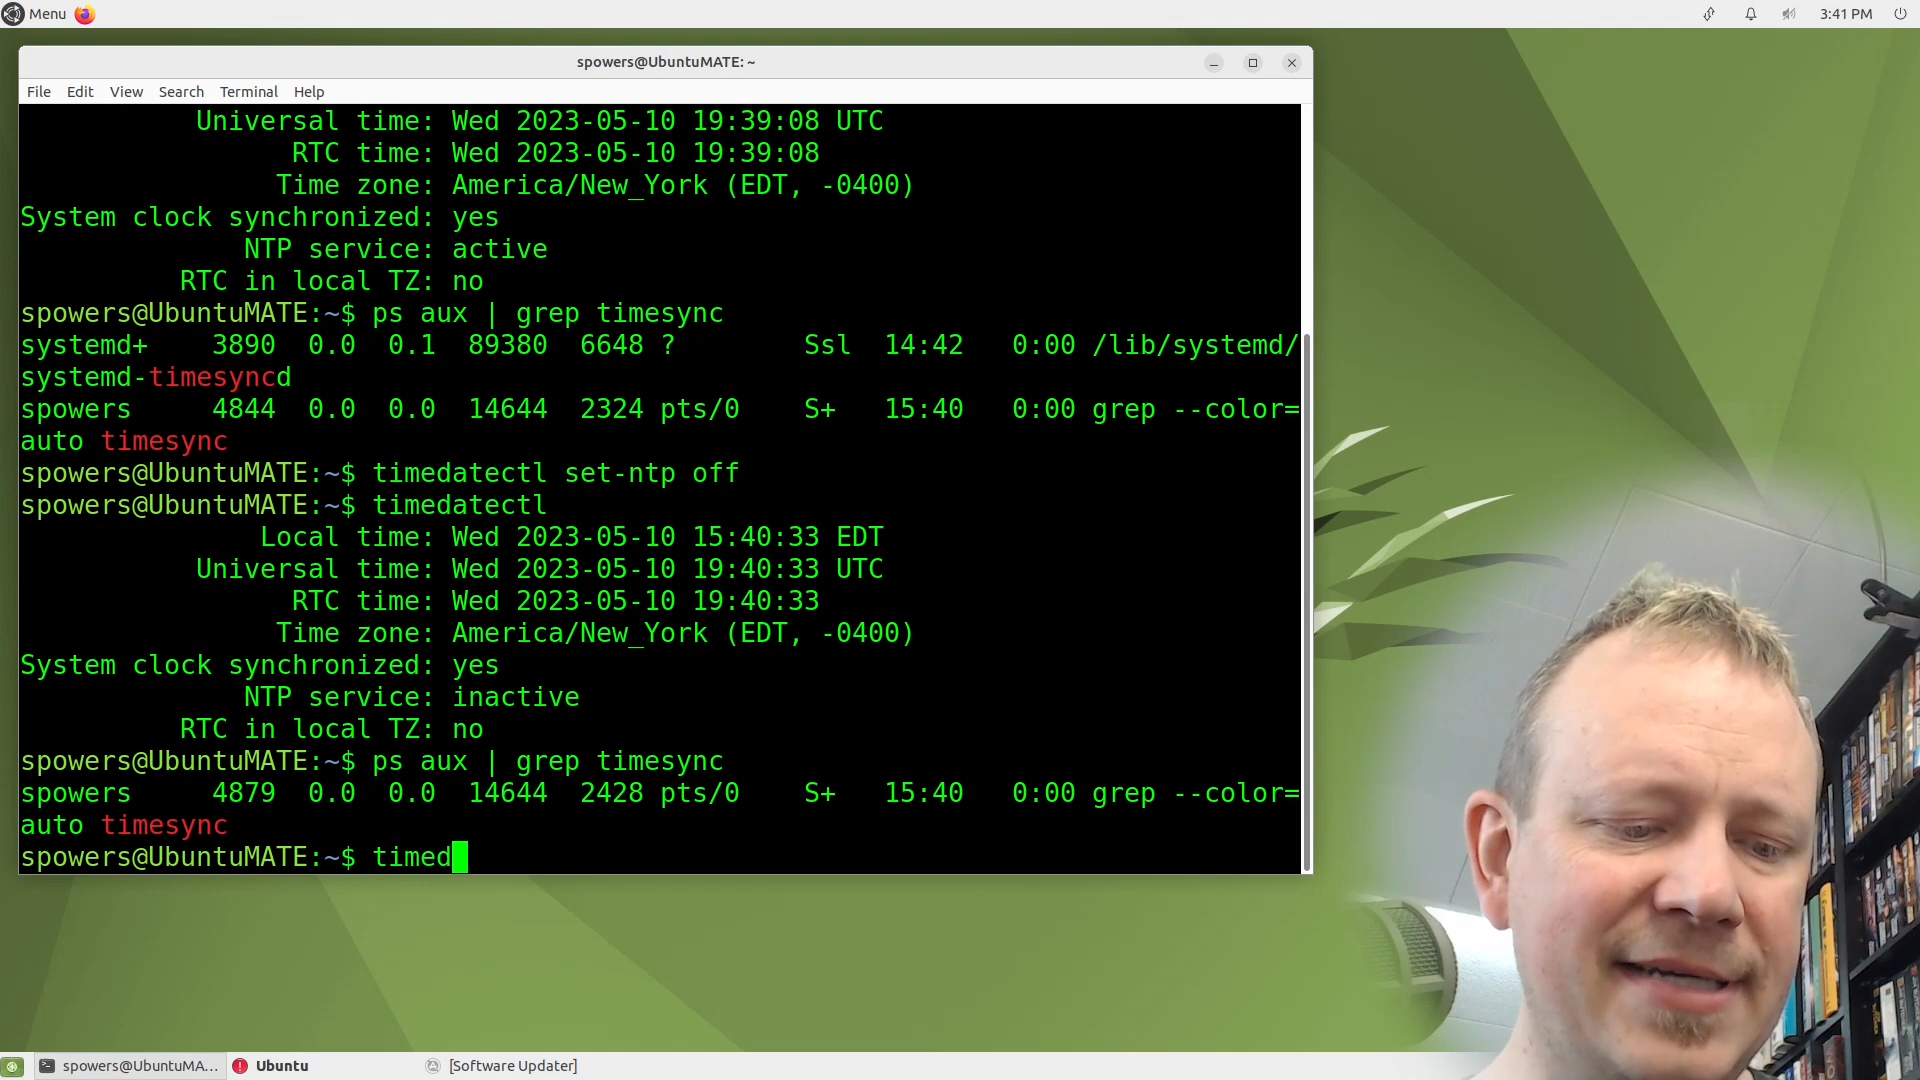 Menu
3:41 PM
spowers@UbuntuMATE: ~
File Edit View Search Terminal Help
Universal time: Wed 2023-05-10 19:39:08 UTC
RTC time: Wed 2023-05-10 19:39:08
Time zone: America/New_York (EDT, -0400)
System clock synchronized: yes
NTP service: active
RTC in local TZ: no
spowers@UbuntuMATE:~$ ps aux | grep timesync
systemd+ 3890 0.0 0.1 89380 6648 ? Ssl 14:42 0:00 /lib/systemd/
systemd-timesyncd
spowers 4844 0.0 0.0 14644 2324 pts/0 S+ 15:40 0:00 grep --color=
auto timesync
spowers@UbuntuMATE:~$ timedatectl set-ntp off
spowers@UbuntuMATE:~$ timedatectl
Local time: Wed 2023-05-10 15:40:33 EDT
Universal time: Wed 2023-05-10 19:40:33 UTC
RTC time: Wed 2023-05-10 19:40:33
Time zone: America/New_York (EDT, -0400)
System clock synchronized: yes
NTP service: inactive
RTC in local TZ: no
spowers@UbuntuMATE:~$ ps aux | grep timesync
spowers 4879 0.0 0.0 14644 2428 pts/0 S+ 15:40 0:00 grep --color=
auto timesync
spowers@UbuntuMATE:~$ timed
spowers@UbuntuMA...
Ubuntu
[Software Updater]